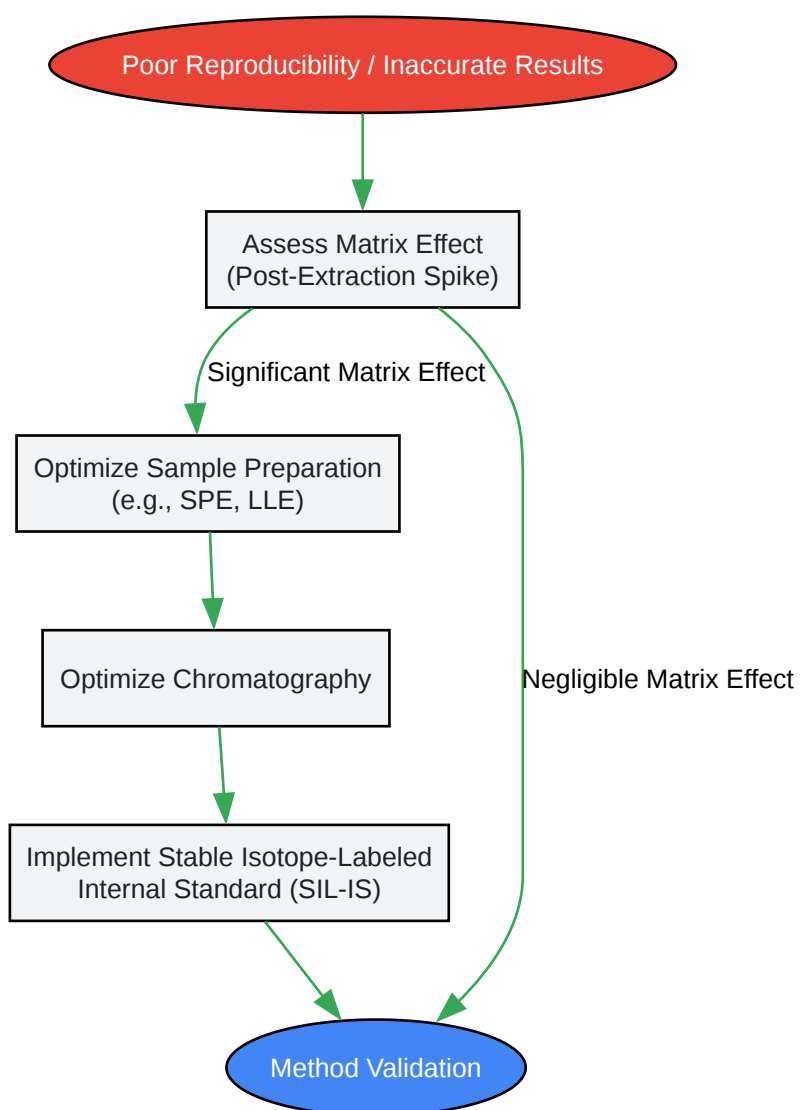 Poor Reproducibility / Inaccurate Results
Assess Matrix Effect
(Post-Extraction Spike)
Significant Matrix Effect
Optimize Sample Preparation
(e.g., SPE, LLE)
Optimize Chromatography
Negligible Matrix Effect
Implement Stable Isotope-Labeled
Internal Standard (SIL-IS)
Method Validation